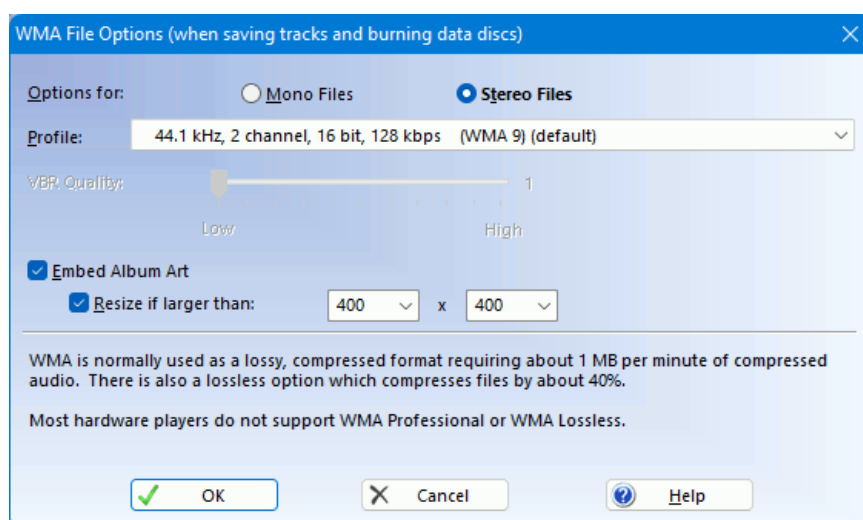 WMA File Options (when saving tracks and burning data discs)
Options for: Mono Files Stereo Files
Profile: 44.1 kHz, 2 channel, 16 bit, 128 kbps (WMA 9) (default)
VBR Quality: 1
Low High
Embed Album Art
Resize if larger than: 400 x 400
WMA is normally used as a lossy, compressed format requiring about 1 MB per minute of compressed
audio. There is also a lossless option which compresses files by about 40%.
Most hardware players do not support WMA Professional or WMA Lossless.
OK Cancel Help